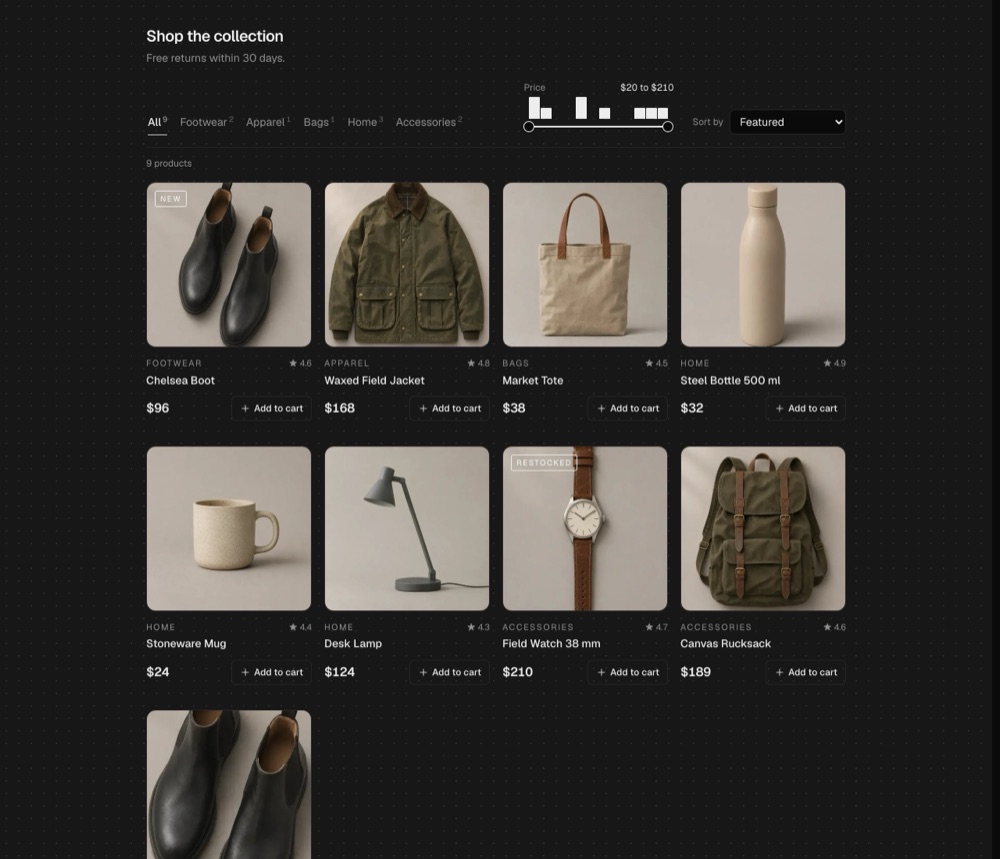 Shop the collection
Free returns within 30 days.
Price $20 to $210
All 9 Footwear 2 Apparel 1 Bags 1 Home 3 Accessories 2
Sort by Featured
9 products
NEW
FOOTWEAR ★ 4.6
Chelsea Boot
$96 + Add to cart
APPAREL ★ 4.8
Waxed Field Jacket
$168 + Add to cart
BAGS ★ 4.5
Market Tote
$38 + Add to cart
HOME ★ 4.9
Steel Bottle 500 ml
$32 + Add to cart
HOME ★ 4.4
Stoneware Mug
$24 + Add to cart
HOME ★ 4.3
Desk Lamp
$124 + Add to cart
RESTOCKED
ACCESSORIES ★ 4.7
Field Watch 38 mm
$210 + Add to cart
ACCESSORIES ★ 4.6
Canvas Rucksack
$189 + Add to cart